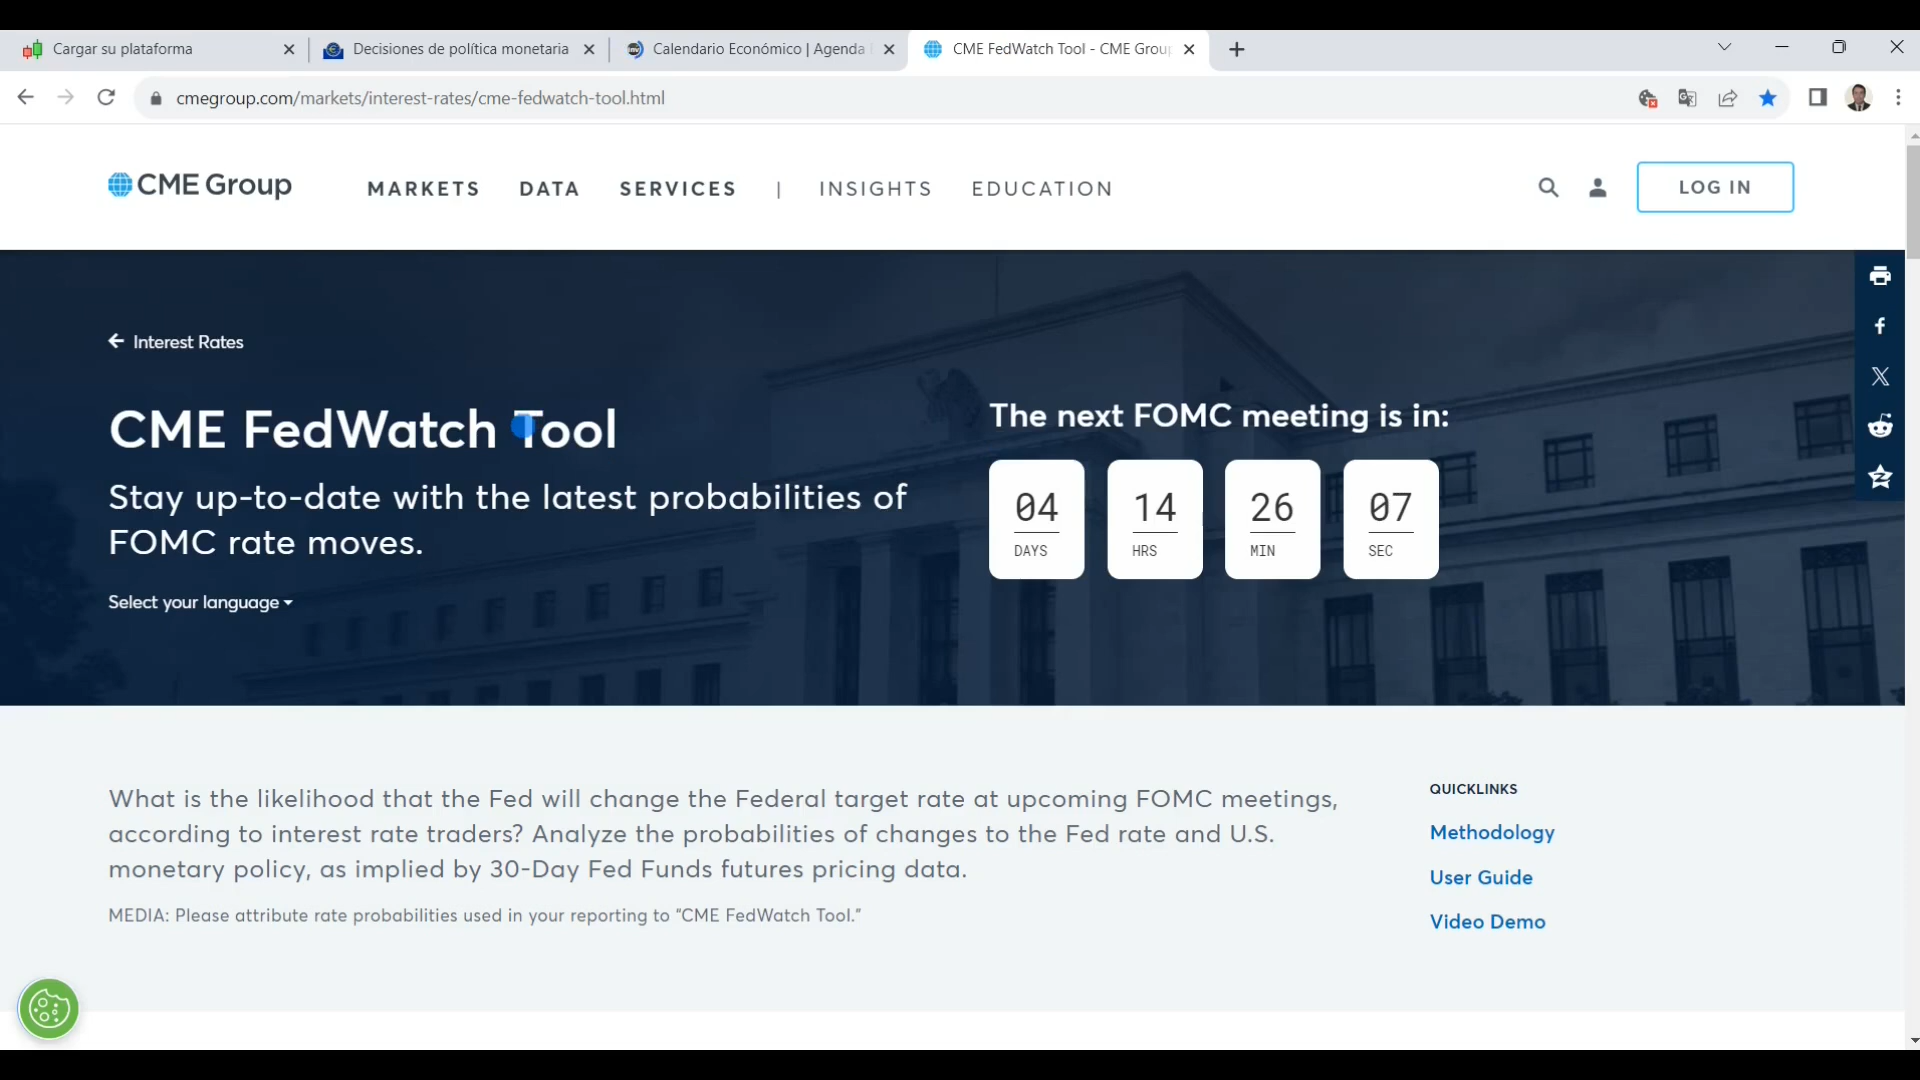 Cargar su plataforma
Decisiones de política monetaria
Calendario Económico | Agenda
CME FedWatch Tool - CME Group
cmegroup.com/markets/interest-rates/cme-fedwatch-tool.html
CME Group
MARKETS DATA SERVICES | INSIGHTS EDUCATION
LOG IN
Interest Rates
CME FedWatch Tool
Stay up-to-date with the latest probabilities of
FOMC rate moves.
Select your language
The next FOMC meeting is in:
04 14 26 07
DAYS HRS MIN SEC
What is the likelihood that the Fed will change the Federal target rate at upcoming FOMC meetings,
according to interest rate traders? Analyze the probabilities of changes to the Fed rate and U.S.
monetary policy, as implied by 30-Day Fed Funds futures pricing data.
MEDIA: Please attribute rate probabilities used in your reporting to “CME FedWatch Tool.”
QUICKLINKS
Methodology
User Guide
Video Demo